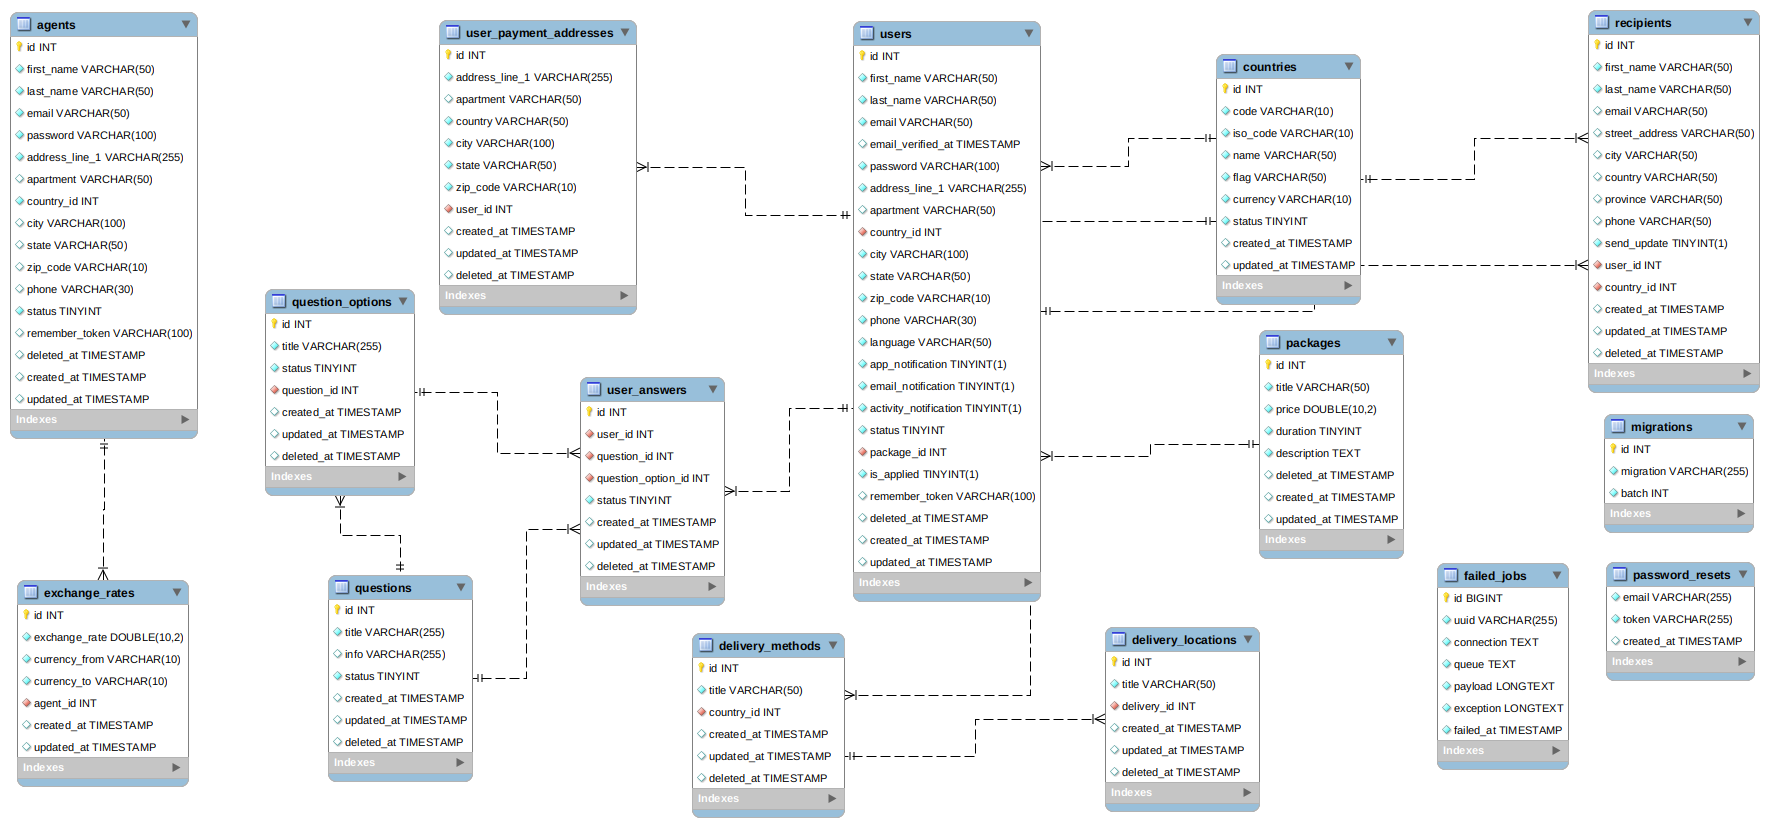 agents
id INT
first_name VARCHAR(50)
last_name VARCHAR(50)
email VARCHAR(50)
password VARCHAR(100)
address_line_1 VARCHAR(255)
apartment VARCHAR(50)
country_id INT
city VARCHAR(100)
state VARCHAR(50)
zip_code VARCHAR(10)
phone VARCHAR(30)
status TINYINT
remember_token VARCHAR(100)
deleted_at TIMESTAMP
created_at TIMESTAMP
updated_at TIMESTAMP
Indexes
user_payment_addresses
id INT
address_line_1 VARCHAR(255)
apartment VARCHAR(50)
country VARCHAR(50)
city VARCHAR(100)
state VARCHAR(50)
zip_code VARCHAR(10)
user_id INT
created_at TIMESTAMP
updated_at TIMESTAMP
deleted_at TIMESTAMP
Indexes
users
id INT
first_name VARCHAR(50)
last_name VARCHAR(50)
email VARCHAR(50)
email_verified_at TIMESTAMP
password VARCHAR(100)
address_line_1 VARCHAR(255)
apartment VARCHAR(50)
country_id INT
city VARCHAR(100)
state VARCHAR(50)
zip_code VARCHAR(10)
phone VARCHAR(30)
language VARCHAR(50)
app_notification TINYINT(1)
email_notification TINYINT(1)
activity_notification TINYINT(1)
status TINYINT
package_id INT
is_applied TINYINT(1)
remember_token VARCHAR(100)
deleted_at TIMESTAMP
created_at TIMESTAMP
updated_at TIMESTAMP
Indexes
countries
id INT
code VARCHAR(10)
iso_code VARCHAR(10)
name VARCHAR(50)
flag VARCHAR(50)
currency VARCHAR(10)
status TINYINT
created_at TIMESTAMP
updated_at TIMESTAMP
Indexes
recipients
id INT
first_name VARCHAR(50)
last_name VARCHAR(50)
email VARCHAR(50)
street_address VARCHAR(50)
city VARCHAR(50)
country VARCHAR(50)
province VARCHAR(50)
phone VARCHAR(50)
send_update TINYINT(1)
user_id INT
country_id INT
created_at TIMESTAMP
updated_at TIMESTAMP
deleted_at TIMESTAMP
Indexes
question_options
id INT
title VARCHAR(255)
status TINYINT
question_id INT
created_at TIMESTAMP
updated_at TIMESTAMP
deleted_at TIMESTAMP
Indexes
user_answers
id INT
user_id INT
question_id INT
question_option_id INT
status TINYINT
created_at TIMESTAMP
updated_at TIMESTAMP
deleted_at TIMESTAMP
Indexes
packages
id INT
title VARCHAR(50)
price DOUBLE(10,2)
duration TINYINT
description TEXT
deleted_at TIMESTAMP
created_at TIMESTAMP
updated_at TIMESTAMP
Indexes
migrations
id INT
migration VARCHAR(255)
batch INT
Indexes
exchange_rates
id INT
exchange_rate DOUBLE(10,2)
currency_from VARCHAR(10)
currency_to VARCHAR(10)
agent_id INT
created_at TIMESTAMP
updated_at TIMESTAMP
Indexes
questions
id INT
title VARCHAR(255)
info VARCHAR(255)
status TINYINT
created_at TIMESTAMP
updated_at TIMESTAMP
deleted_at TIMESTAMP
Indexes
delivery_methods
id INT
title VARCHAR(50)
country_id INT
created_at TIMESTAMP
updated_at TIMESTAMP
deleted_at TIMESTAMP
Indexes
delivery_locations
id INT
title VARCHAR(50)
delivery_id INT
created_at TIMESTAMP
updated_at TIMESTAMP
deleted_at TIMESTAMP
Indexes
failed_jobs
id BIGINT
uuid VARCHAR(255)
connection TEXT
queue TEXT
payload LONGTEXT
exception LONGTEXT
failed_at TIMESTAMP
Indexes
password_resets
email VARCHAR(255)
token VARCHAR(255)
created_at TIMESTAMP
Indexes